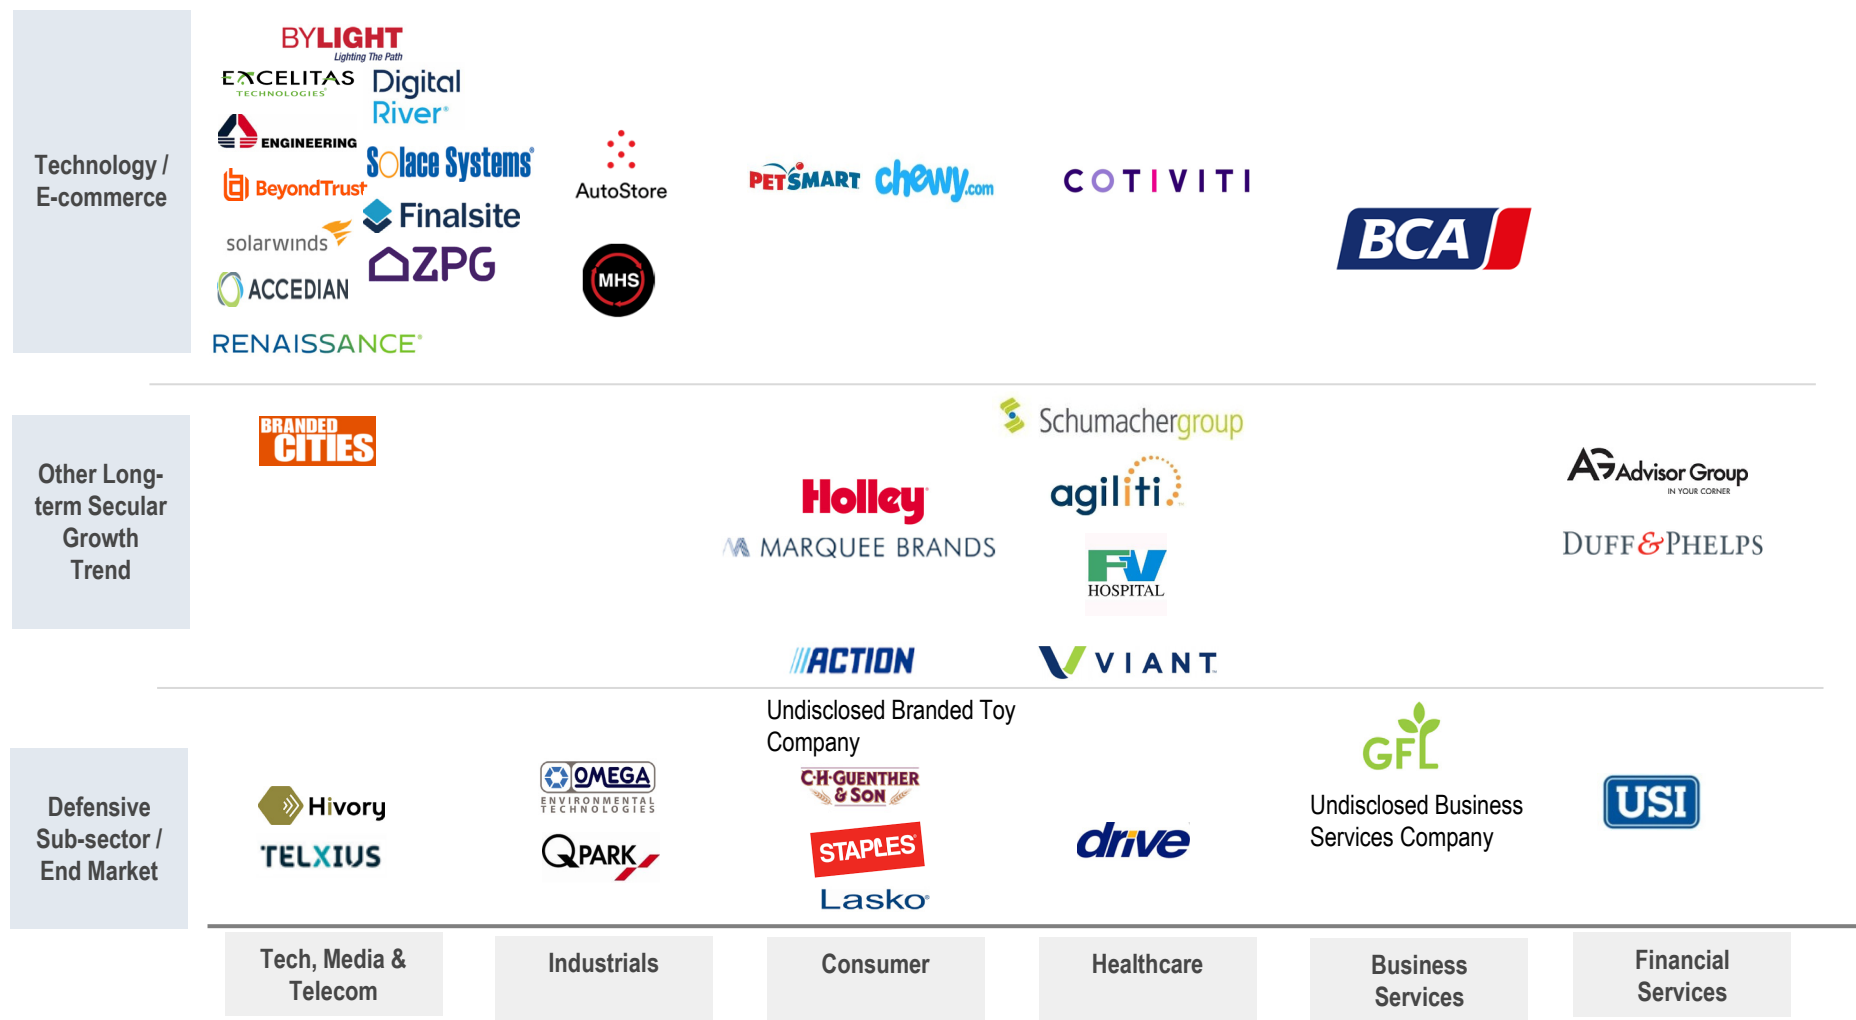 Technology /
E-commerce
BYLIGHT
Lighting The Path
EXCELITAS
TECHNOLOGIES
Digital
River
ENGINEERING
Solace Systems
BeyondTrust
Finalsite
solarwinds
ZPG
ACCEDIAN
RENAISSANCE
AutoStore
MHS
PETSMART
chewy.com
COTIVITI
BCA
Other Long-
term Secular
Growth
Trend
BRANDED
CITIES
Holley
MARQUEE BRANDS
ACTION
Schumachergroup
agiliti
FV
HOSPITAL
VIANT
AG Advisor Group
IN YOUR CORNER
DUFF & PHELPS
Defensive
Sub-sector /
End Market
Hivory
TELXIUS
OMEGA
ENVIRONMENTAL
TECHNOLOGIES
Q PARK
Undisclosed Branded Toy
Company
C·H·GUENTHER
& SON
STAPLES
Lasko
drive
GFL
Undisclosed Business
Services Company
USI
Tech, Media &
Telecom
Industrials
Consumer
Healthcare
Business
Services
Financial
Services